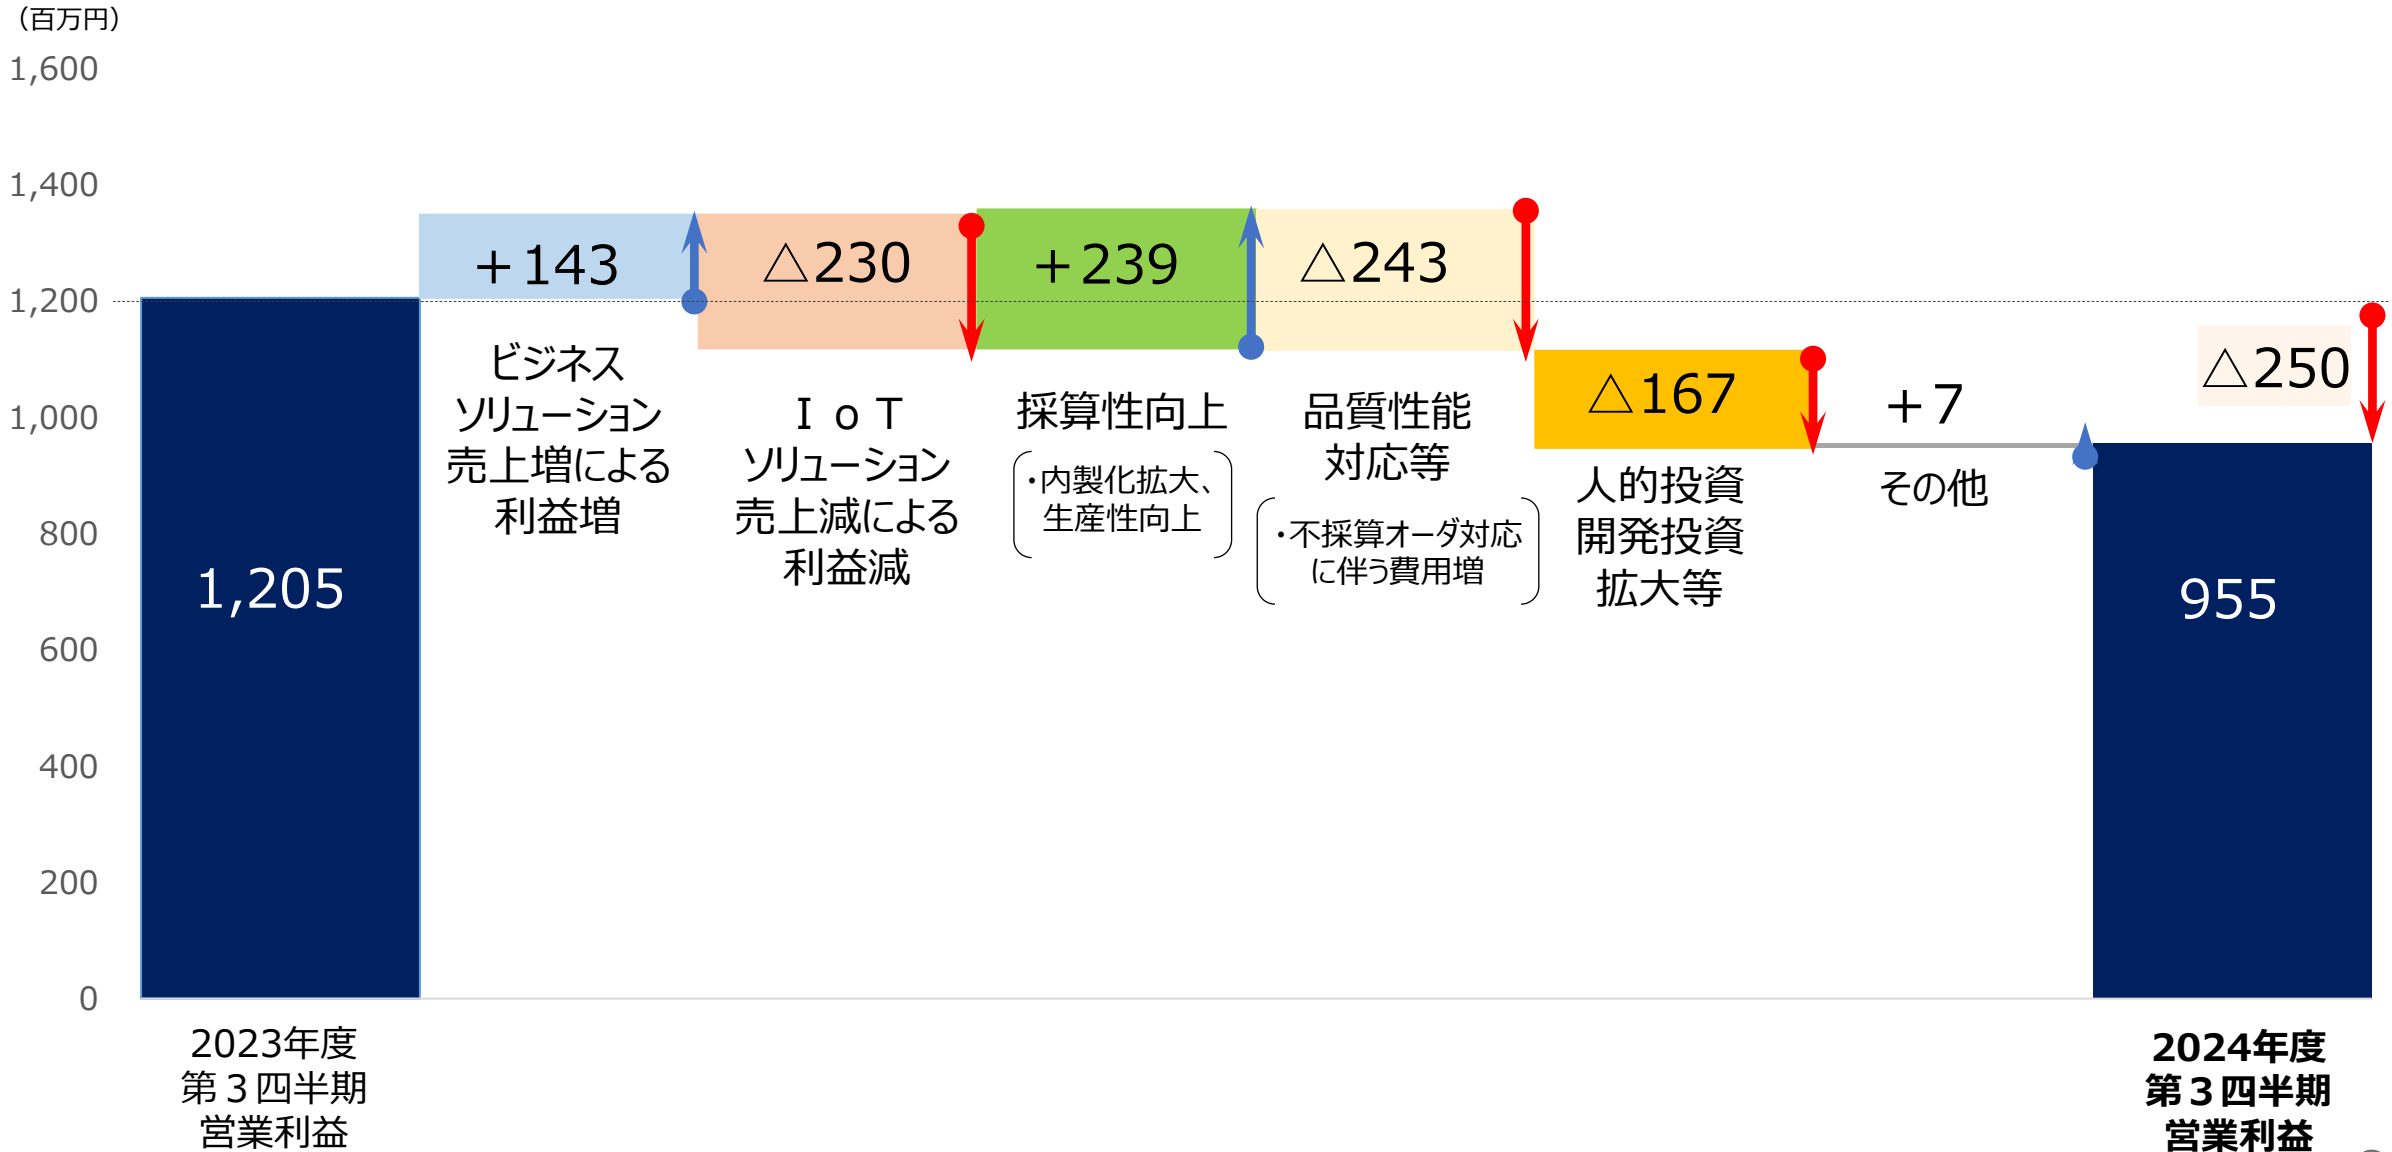 （百万円）
1,600
1,400
1,200
1,000
800
600
400
200
0
1,205
＋143
ビジネス
ソリューション
売上増による
利益増
△230
ＩｏＴ
ソリューション
売上減による
利益減
＋239
採算性向上
・内製化拡大、
生産性向上
△243
品質性能
対応等
・不採算オーダ対応
に伴う費用増
△167
人的投資
開発投資
拡大等
＋7
その他
△250
955
2023年度
第３四半期
営業利益
2024年度
第３四半期
営業利益